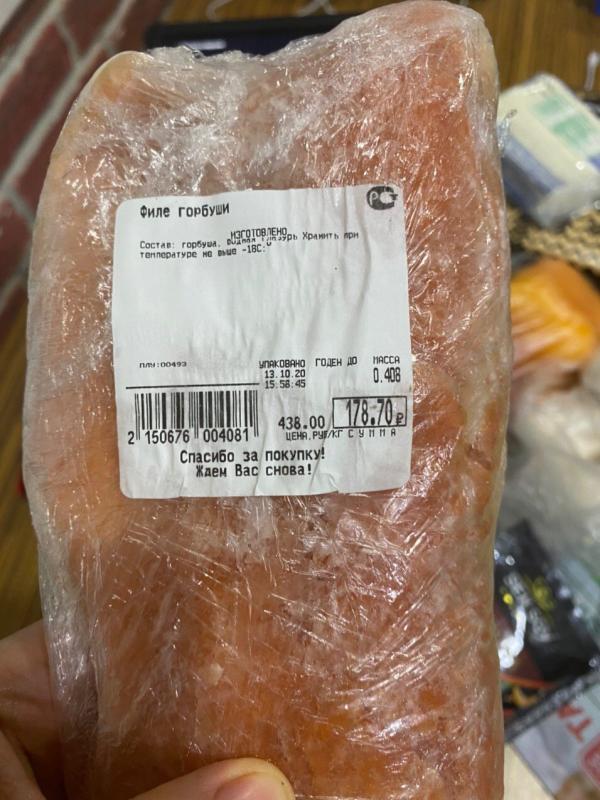 Филе горбуши
РСТ
ИЗГОТОВЛЕНО
Состав: горбуша, Хранить при
температуре не выше -18С:
ПЛУ:00493
УПАКОВАНО ГОДЕН ДО МАССА
13.10.20 0.408
15:58:45
438.00 178.70 ₽
ЦЕНА,РУБ/КГ СУММА
2 150676 004081
Спасибо за покупку!
Ждем Вас снова!